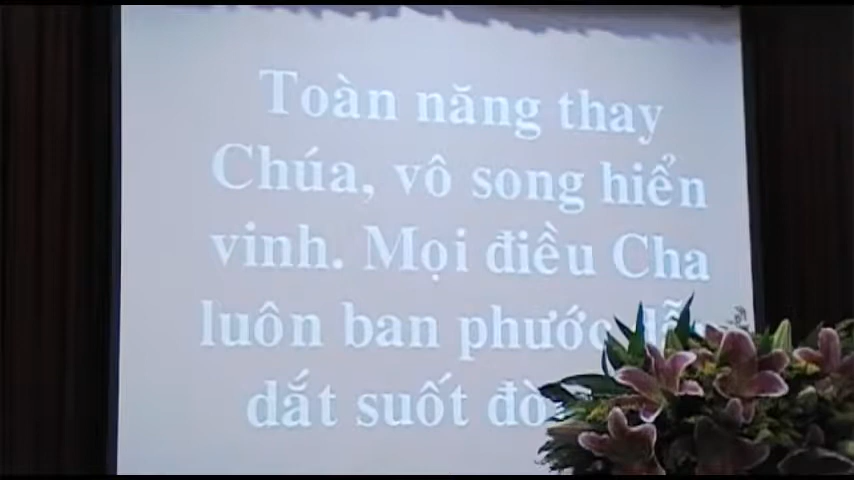 Toàn năng thay
Chúa, vô song hiển
vinh. Mọi điều Cha
luôn ban phước
dắt suốt